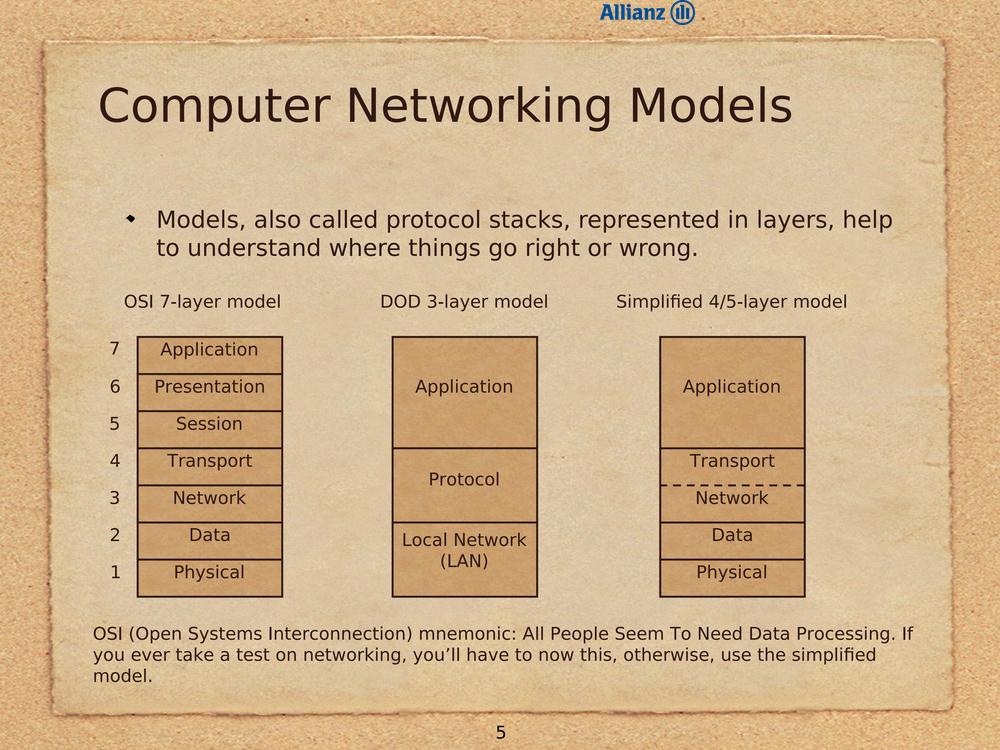 Allianz
Computer Networking Models
Models, also called protocol stacks, represented in layers, help
to understand where things go right or wrong.
OSI 7-layer model
DOD 3-layer model
Simplified 4/5-layer model
7 Application
6 Presentation
5 Session
4 Transport
3 Network
2 Data
1 Physical
Application
Protocol
Local Network
(LAN)
Application
Transport
Network
Data
Physical
OSI (Open Systems Interconnection) mnemonic: All People Seem To Need Data Processing. If
you ever take a test on networking, you’ll have to now this, otherwise, use the simplified
model.
5